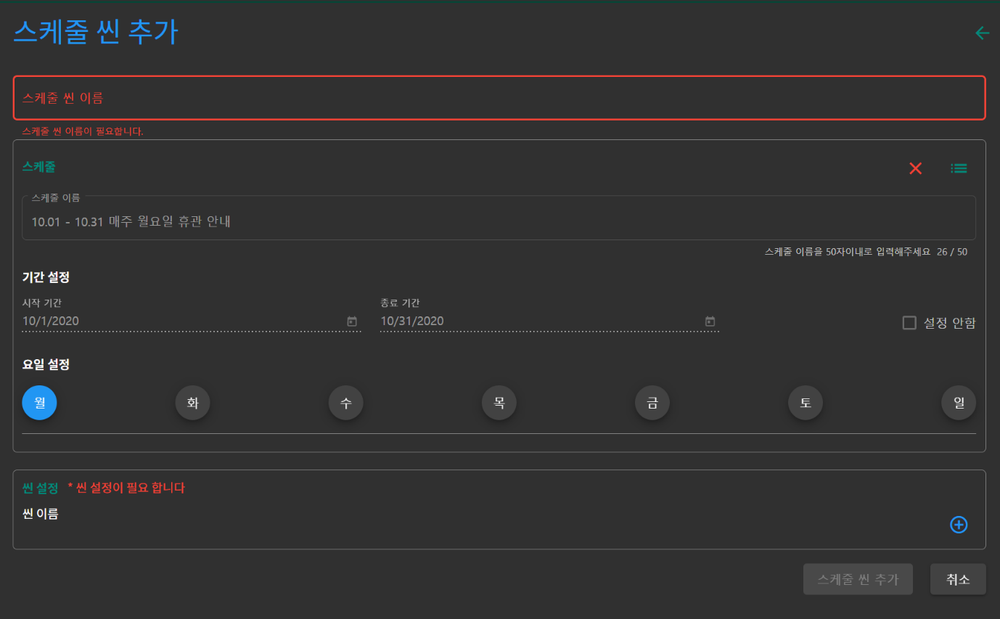 스케줄 씬 추가
스케줄 씬 이름
스케줄 씬 이름이 필요합니다.
스케줄
스케줄 이름
10.01 - 10.31 매주 월요일 휴관 안내
스케줄 이름을 50자이내로 입력해주세요 26 / 50
기간 설정
시작 기간 종료 기간
10/1/2020 10/31/2020 설정 안함
요일 설정
월 화 수 목 금 토 일
씬 설정 * 씬 설정이 필요 합니다
씬 이름
스케줄 씬 추가 취소